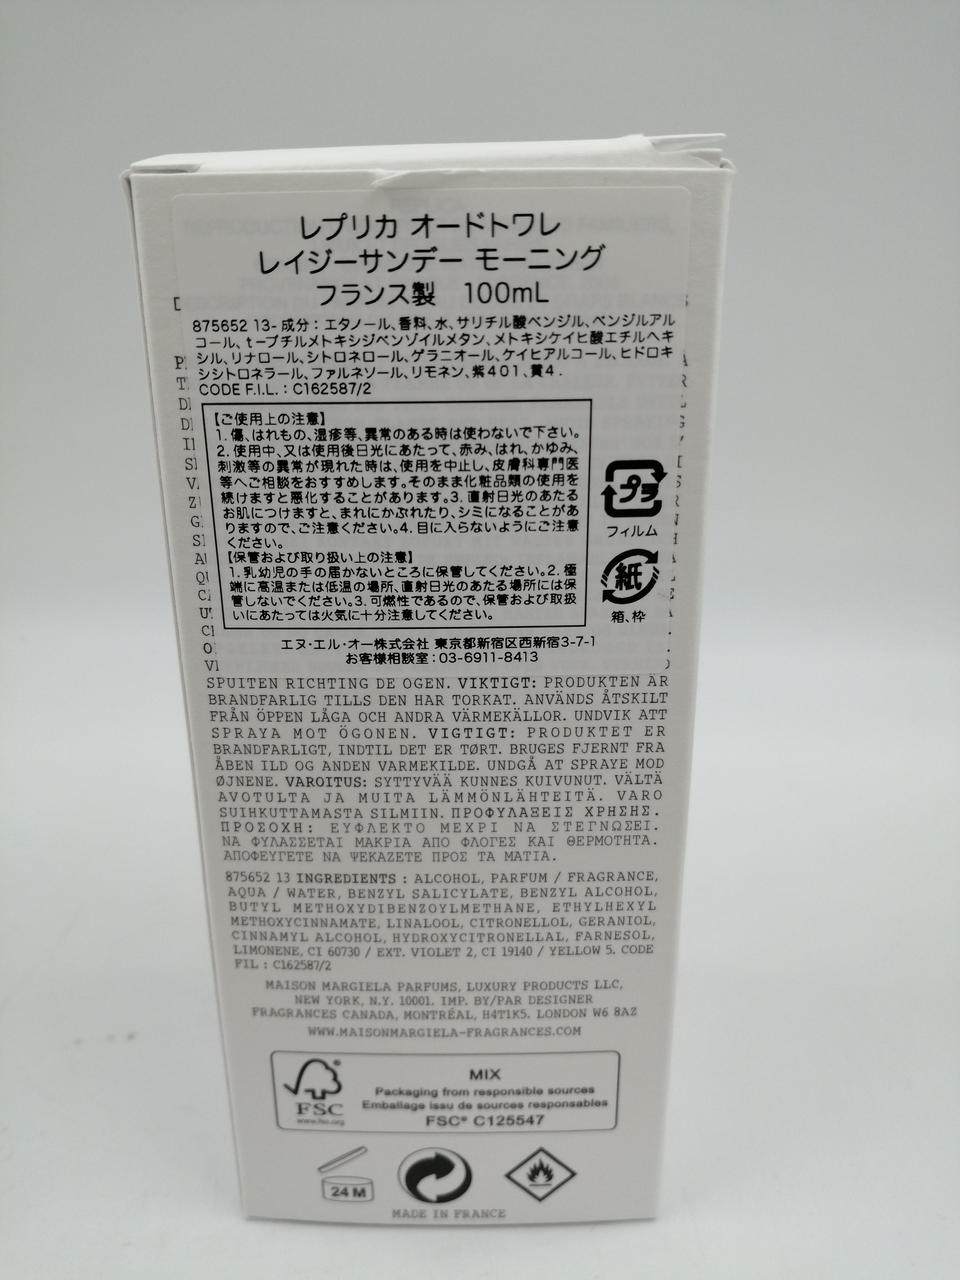 レプリカ オードトワレ
レイジーサンデー モーニング
フランス製 100mL
875652 13- 成分：エタノール、香料、水、サリチル酸ベンジル、ベンジルアル
コール、t－ブチルメトキシジベンゾイルメタン、メトキシケイヒ酸エチルヘキ
シル、リナロール、シトロネロール、ゲラニオール、ケイヒアルコール、ヒドロキ
シシトロネラール、ファルネソール、リモネン、紫401、黄4．
CODE F.I.L. : C162587/2
【ご使用上の注意】
1. 傷、はれもの、湿疹等、異常のある時は使わないで下さい。
2. 使用中、又は使用後日光にあたって、赤み、はれ、かゆみ、
刺激等の異常が現れた時は、使用を中止し、皮膚科専門医
等へご相談をおすすめします。そのまま化粧品類の使用を
続けますと悪化することがあります。3. 直射日光のあたる
お肌につけますと、まれにかぶれたり、シミになることがあ
りますので、ご注意ください。4. 目に入らないようにご注意
ください。
【保管および取り扱い上の注意】
1. 乳幼児の手の届かないところに保管してください。2. 極
端に高温または低温の場所、直射日光のあたる場所には保
管しないでください。3. 可燃性であるので、保管および取扱
いにあたっては火気に十分注意してください。
プラ
フィルム
紙
箱、枠
エヌ・エル・オー株式会社 東京都新宿区西新宿3-7-1
お客様相談室：03-6911-8413
SPUITEN RICHTING DE OGEN. VIKTIGT: PRODUKTEN ÄR
BRANDFARLIG TILLS DEN HAR TORKAT. ANVÄNDS ÅTSKILT
FRÅN ÖPPEN LÅGA OCH ANDRA VÄRMEKÄLLOR. UNDVIK ATT
SPRAYA MOT ÖGONEN. VIGTIGT: PRODUKTET ER
BRANDFARLIGT, INDTIL DET ER TØRT. BRUGES FJERNT FRA
ÅBEN ILD OG ANDEN VARMEKILDE. UNDGÅ AT SPRAYE MOD
ØJNENE. VAROITUS: SYTTYVÄÄ KUNNES KUIVUNUT. VÄLTÄ
AVOTULTA JA MUITA LÄMMÖNLÄHTEITÄ. VARO
SUIHKUTTAMASTA SILMIIN. ΠΡΟΦΥΛΑΞΕΙΣ ΧΡΗΣΗΣ.
ΠΡΟΣΟΧΗ: ΕΥΦΛΕΚΤΟ ΜΕΧΡΙ ΝΑ ΣΤΕΓΝΩΣΕΙ.
ΝΑ ΦΥΛΑΣΣΕΤΑΙ ΜΑΚΡΙΑ ΑΠΟ ΦΛΟΓΕΣ ΚΑΙ ΘΕΡΜΟΤΗΤΑ.
ΑΠΟΦΕΥΓΕΤΕ ΝΑ ΨΕΚΑΖΕΤΕ ΠΡΟΣ ΤΑ ΜΑΤΙΑ.
875652 13 INGREDIENTS : ALCOHOL, PARFUM / FRAGRANCE,
AQUA / WATER, BENZYL SALICYLATE, BENZYL ALCOHOL,
BUTYL METHOXYDIBENZOYLMETHANE, ETHYLHEXYL
METHOXYCINNAMATE, LINALOOL, CITRONELLOL, GERANIOL,
CINNAMYL ALCOHOL, HYDROXYCITRONELLAL, FARNESOL,
LIMONENE, CI 60730 / EXT. VIOLET 2, CI 19140 / YELLOW 5. CODE
FIL : C162587/2
MAISON MARGIELA PARFUMS, LUXURY PRODUCTS LLC,
NEW YORK, N.Y. 10001. IMP. BY/PAR DESIGNER
FRAGRANCES CANADA, MONTRÉAL, H4T1K5. LONDON W6 8AZ
WWW.MAISONMARGIELA-FRAGRANCES.COM
FSC
www.fsc.org
MIX
Packaging from responsible sources
Emballage issu de sources responsables
FSC® C125547
24 M
MADE IN FRANCE